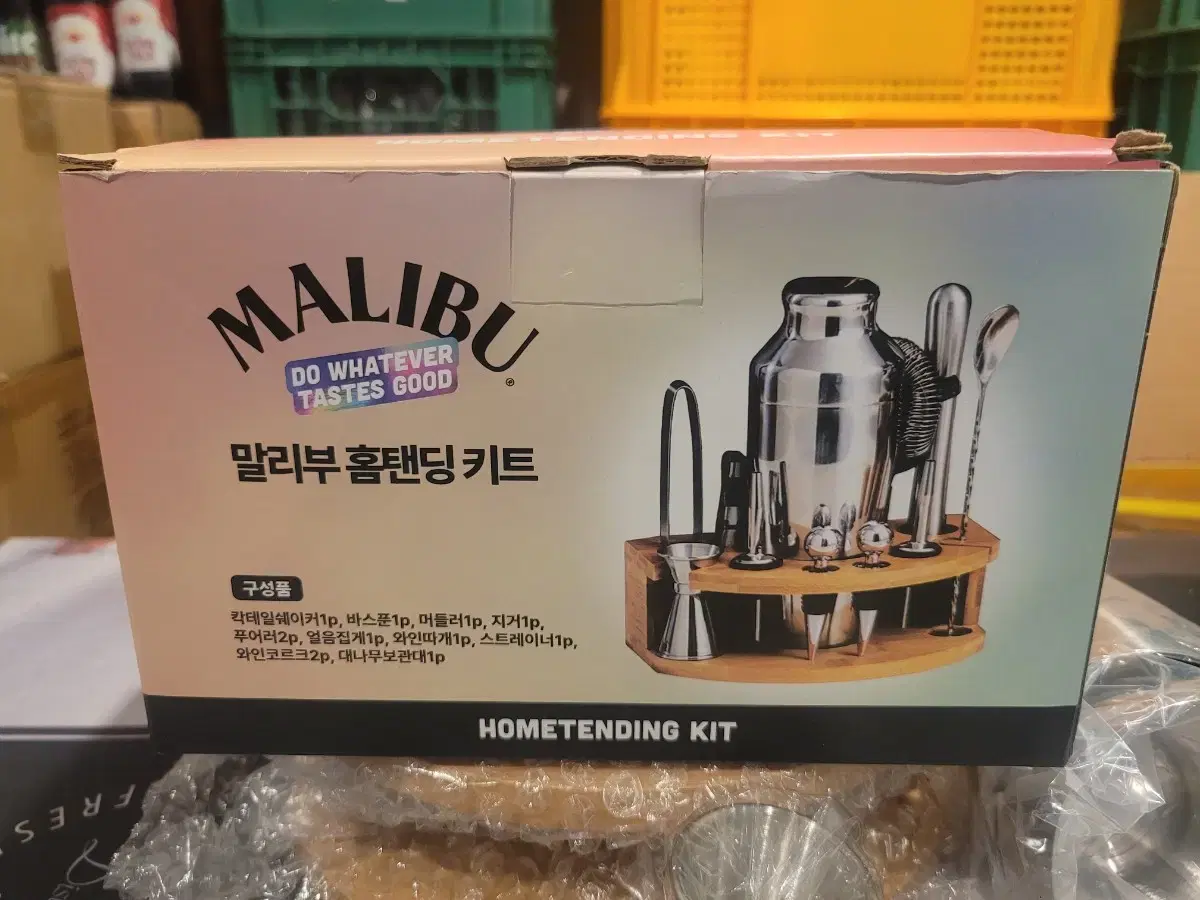 HOMETENDING KIT
MALIBU
DO WHATEVER
TASTES GOOD
말리부 홈탠딩 키트
구성품
칵테일쉐이커1p, 바스푼1p, 머들러1p, 지거1p,
푸어러2p, 얼음집게1p, 와인따개1p, 스트레이너1p,
와인코르크2p, 대나무보관대1p
HOMETENDING KIT